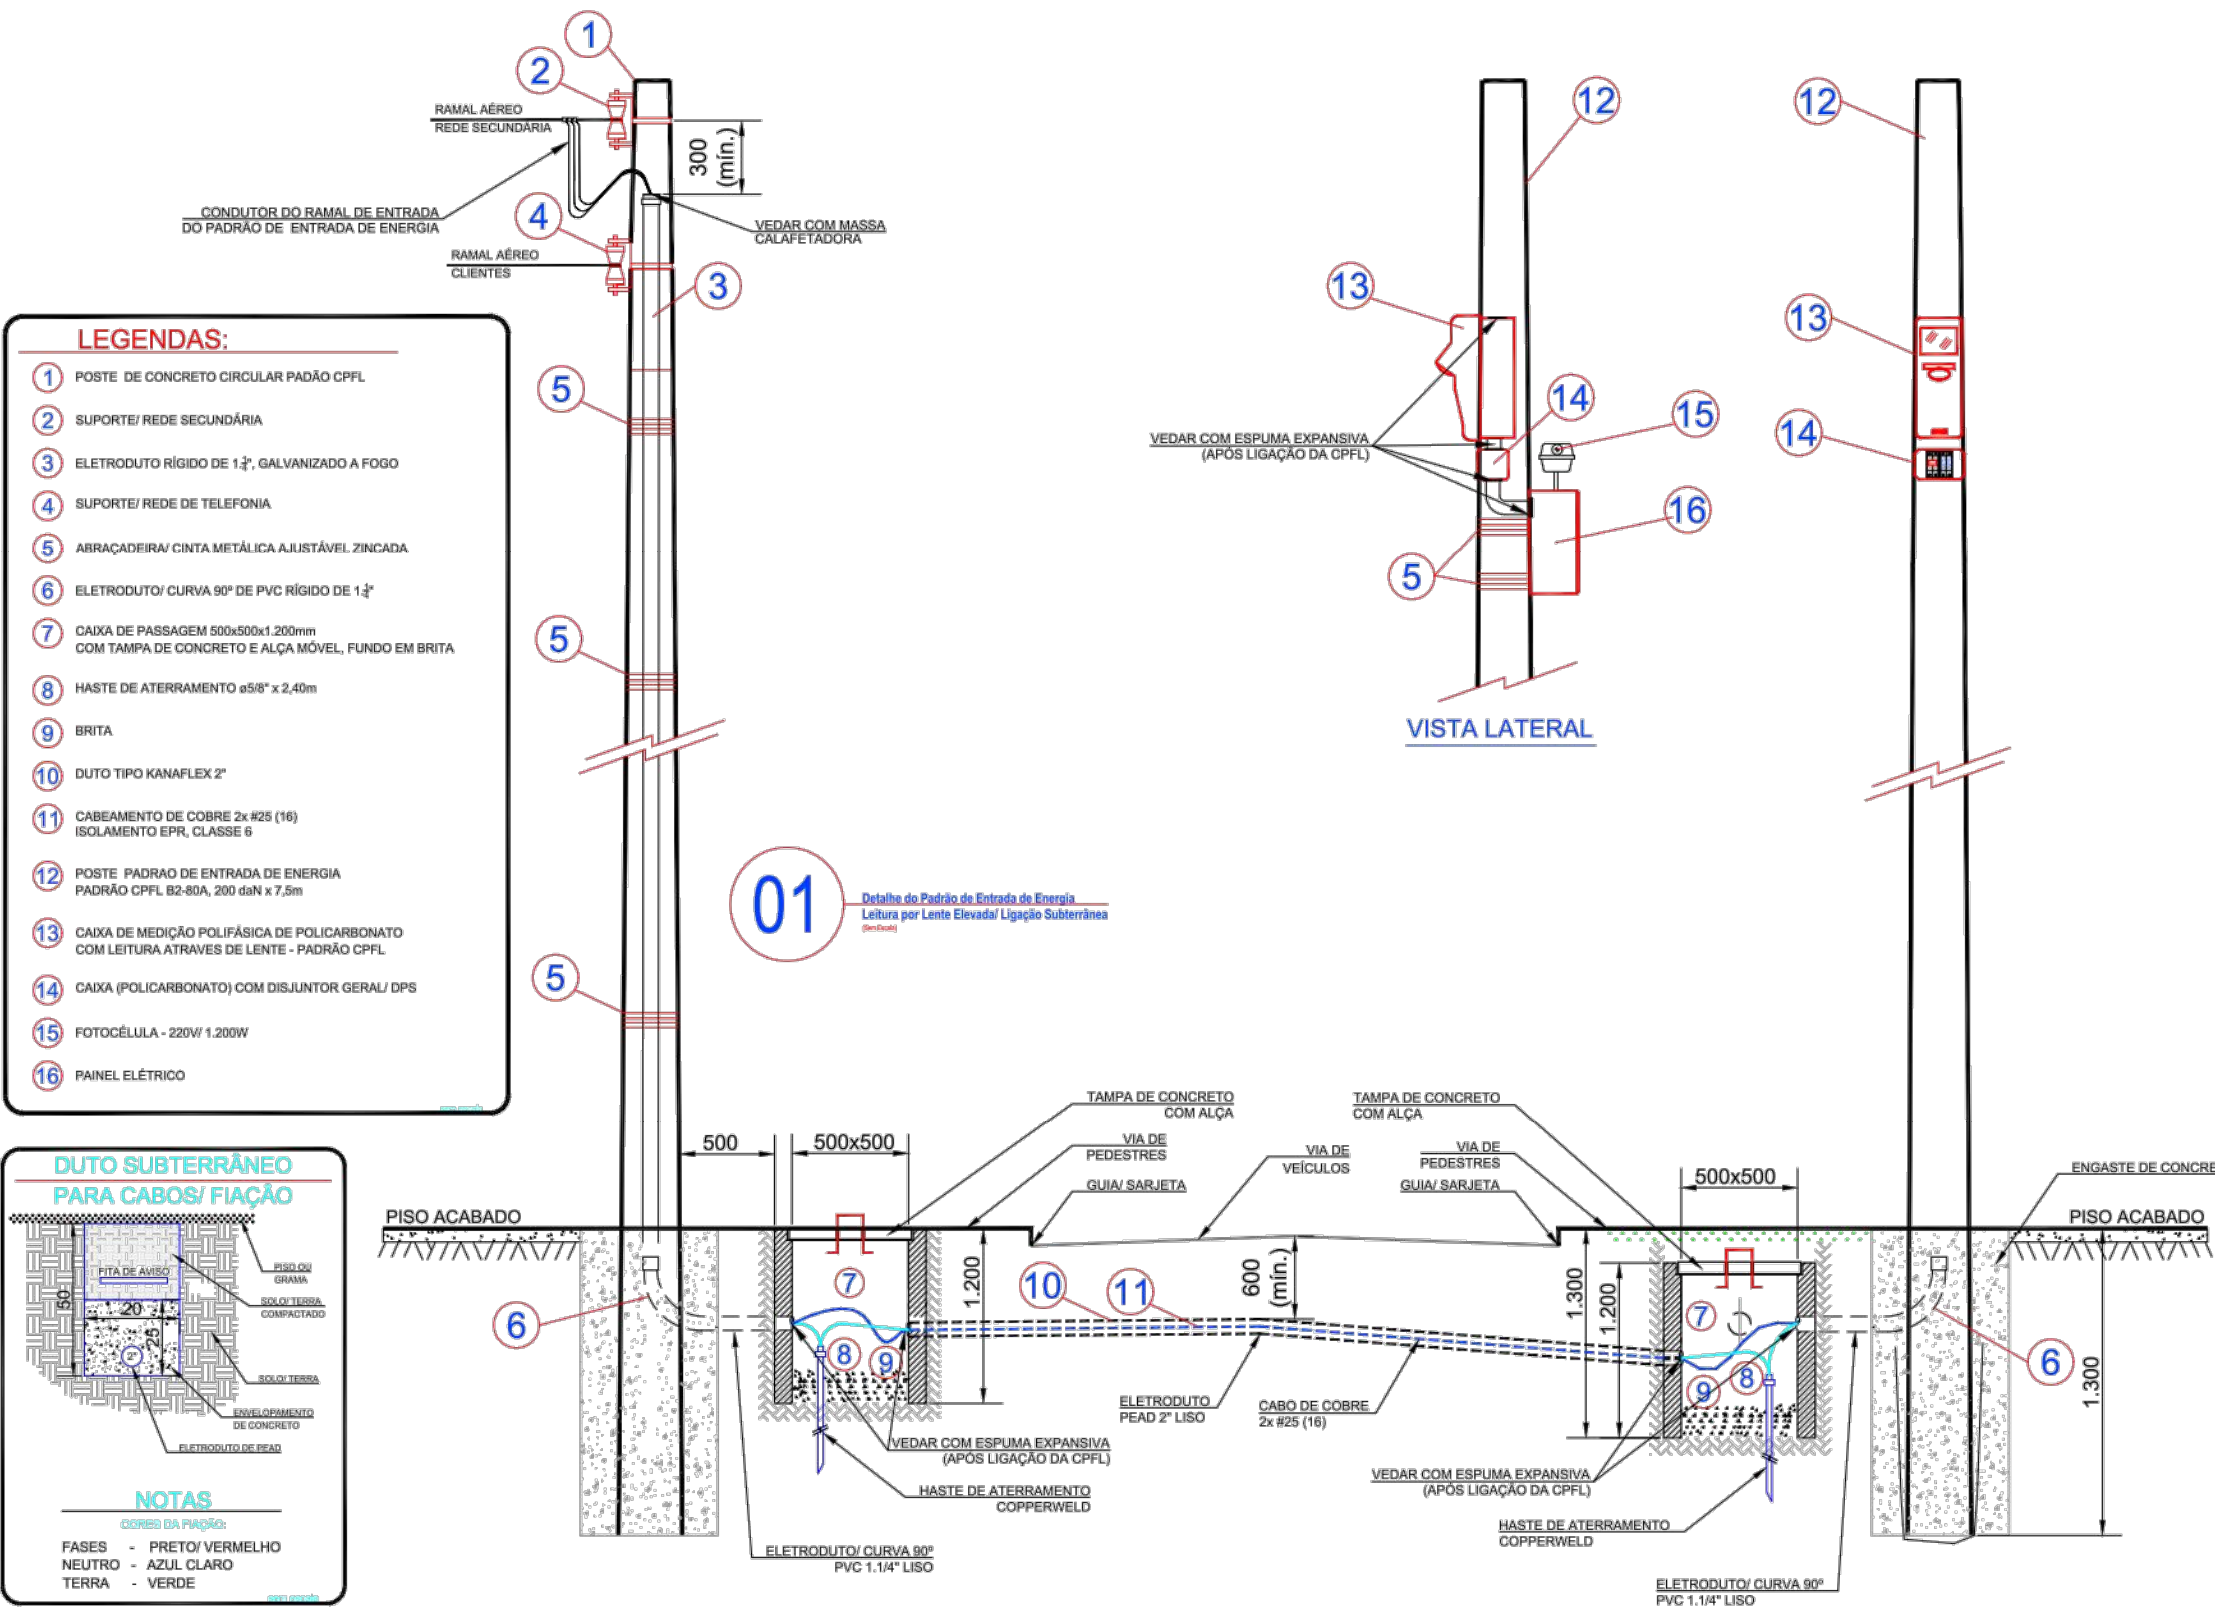 1
2
RAMAL AÉREO
REDE SECUNDÁRIA
300
(mín.)
CONDUTOR DO RAMAL DE ENTRADA
DO PADRÃO DE ENTRADA DE ENERGIA
4
VEDAR COM MASSA
CALAFETADORA
RAMAL AÉREO
CLIENTES
3
5
5
5
12
12
13
13
14
14
15
VEDAR COM ESPUMA EXPANSIVA
(APÓS LIGAÇÃO DA CPFL)
16
5
VISTA LATERAL
LEGENDAS:
1 POSTE DE CONCRETO CIRCULAR PADÃO CPFL
2 SUPORTE/ REDE SECUNDÁRIA
3 ELETRODUTO RÍGIDO DE 1.¼", GALVANIZADO A FOGO
4 SUPORTE/ REDE DE TELEFONIA
5 ABRAÇADEIRA/ CINTA METÁLICA AJUSTÁVEL ZINCADA
6 ELETRODUTO/ CURVA 90º DE PVC RÍGIDO DE 1.¼"
7 CAIXA DE PASSAGEM 500x500x1.200mm
COM TAMPA DE CONCRETO E ALÇA MÓVEL, FUNDO EM BRITA
8 HASTE DE ATERRAMENTO ø5/8" x 2,40m
9 BRITA
10 DUTO TIPO KANAFLEX 2"
11 CABEAMENTO DE COBRE 2x #25 (16)
ISOLAMENTO EPR, CLASSE 6
12 POSTE PADRAO DE ENTRADA DE ENERGIA
PADRÃO CPFL B2-80A, 200 daN x 7,5m
13 CAIXA DE MEDIÇÃO POLIFÁSICA DE POLICARBONATO
COM LEITURA ATRAVES DE LENTE - PADRÃO CPFL
14 CAIXA (POLICARBONATO) COM DISJUNTOR GERAL/ DPS
15 FOTOCÉLULA - 220V/ 1.200W
16 PAINEL ELÉTRICO
01
Detalhe do Padrão de Entrada de Energia
Leitura por Lente Elevada/ Ligação Subterrânea
(Sem Escala)
DUTO SUBTERRÂNEO
PARA CABOS/ FIAÇÃO
FITA DE AVISO
PISO OU
GRAMA
SOLO/ TERRA
COMPACTADO
50
20
25
2"
SOLO/ TERRA
ENVELOPAMENTO
DE CONCRETO
ELETRODUTO DE PEAD
NOTAS
CORES DA FIAÇÃO:
FASES - PRETO/ VERMELHO
NEUTRO - AZUL CLARO
TERRA - VERDE
TAMPA DE CONCRETO
COM ALÇA
500
500x500
VIA DE
PEDESTRES
GUIA/ SARJETA
VIA DE
VEÍCULOS
TAMPA DE CONCRETO
COM ALÇA
VIA DE
PEDESTRES
GUIA/ SARJETA
500x500
ENGASTE DE CONCRE
PISO ACABADO
PISO ACABADO
6
7
8
9
1.200
10
11
600
(mín.)
1.300
1.200
7
8
9
6
1.300
ELETRODUTO
PEAD 2" LISO
CABO DE COBRE
2x #25 (16)
VEDAR COM ESPUMA EXPANSIVA
(APÓS LIGAÇÃO DA CPFL)
HASTE DE ATERRAMENTO
COPPERWELD
ELETRODUTO/ CURVA 90º
PVC 1.1/4" LISO
VEDAR COM ESPUMA EXPANSIVA
(APÓS LIGAÇÃO DA CPFL)
HASTE DE ATERRAMENTO
COPPERWELD
ELETRODUTO/ CURVA 90º
PVC 1.1/4" LISO